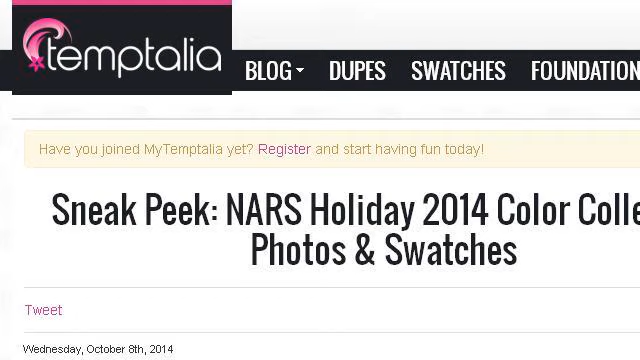 temptalia
BLOG DUPES SWATCHES FOUNDATION
Have you joined MyTemptalia yet? Register and start having fun today!
Sneak Peek: NARS Holiday 2014 Color Colle
Photos & Swatches
Tweet
Wednesday, October 8th, 2014